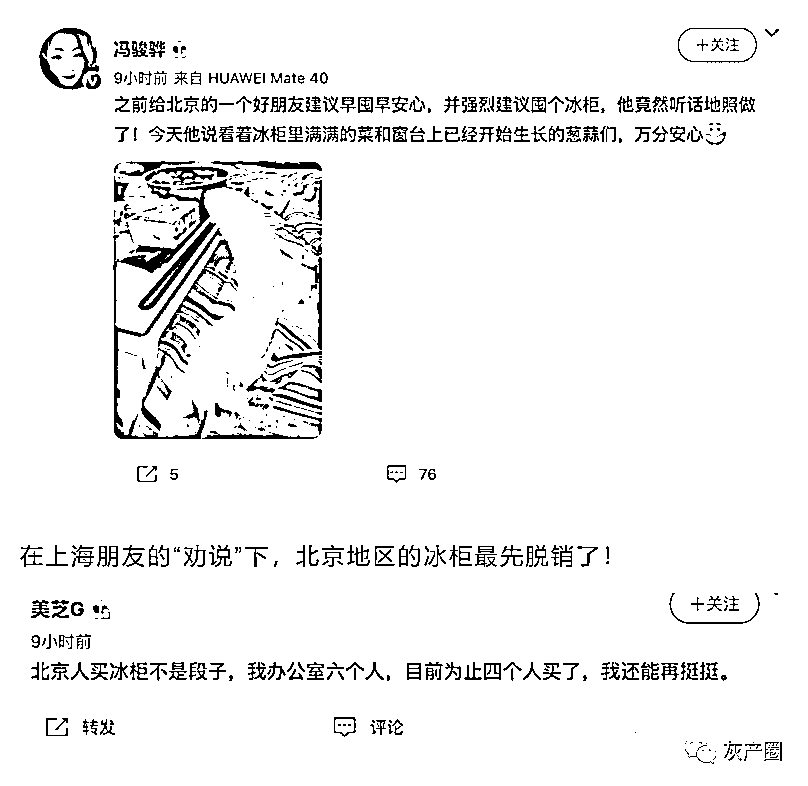 冯骏骅
+关注
9小时前 来自 HUAWEI Mate 40
之前给北京的一个好朋友建议早囤早安心，并强烈建议囤个冰柜，他竟然听话地照做
了！今天他说看着冰柜里满满的菜和窗台上已经开始生长的葱蒜们，万分安心
5
76
在上海朋友的“劝说”下，北京地区的冰柜最先脱销了！
美芝G
+关注
9小时前
北京人买冰柜不是段子，我办公室六个人，目前为止四个人买了，我还能再挺挺。
转发
评论
灰产圈